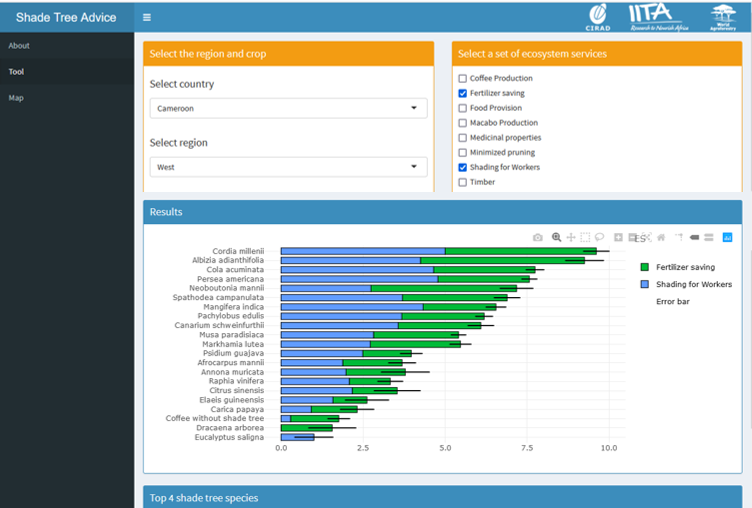 Shade Tree Advice
CIRAD
IITA
Research to Nourish Africa
World
Agroforestry
About
Tool
Map
Select the region and crop
Select country
Cameroon
Select region
West
Select a set of ecosystem services
Coffee Production
Fertilizer saving
Food Provision
Macabo Production
Medicinal properties
Minimized pruning
Shading for Workers
Timber
Results
ES
Cordia millenii
Albizia adianthifolia
Cola acuminata
Persea americana
Neoboutonia mannii
Spathodea campanulata
Mangifera indica
Pachylobus edulis
Canarium schweinfurthii
Musa paradisiaca
Markhamia lutea
Psidium guajava
Afrocarpus mannii
Annona muricata
Raphia vinifera
Citrus sinensis
Elaeis guineensis
Carica papaya
Coffee without shade tree
Dracaena arborea
Eucalyptus saligna
0.0 2.5 5.0 7.5 10.0
Fertilizer saving
Shading for Workers
Error bar
Top 4 shade tree species